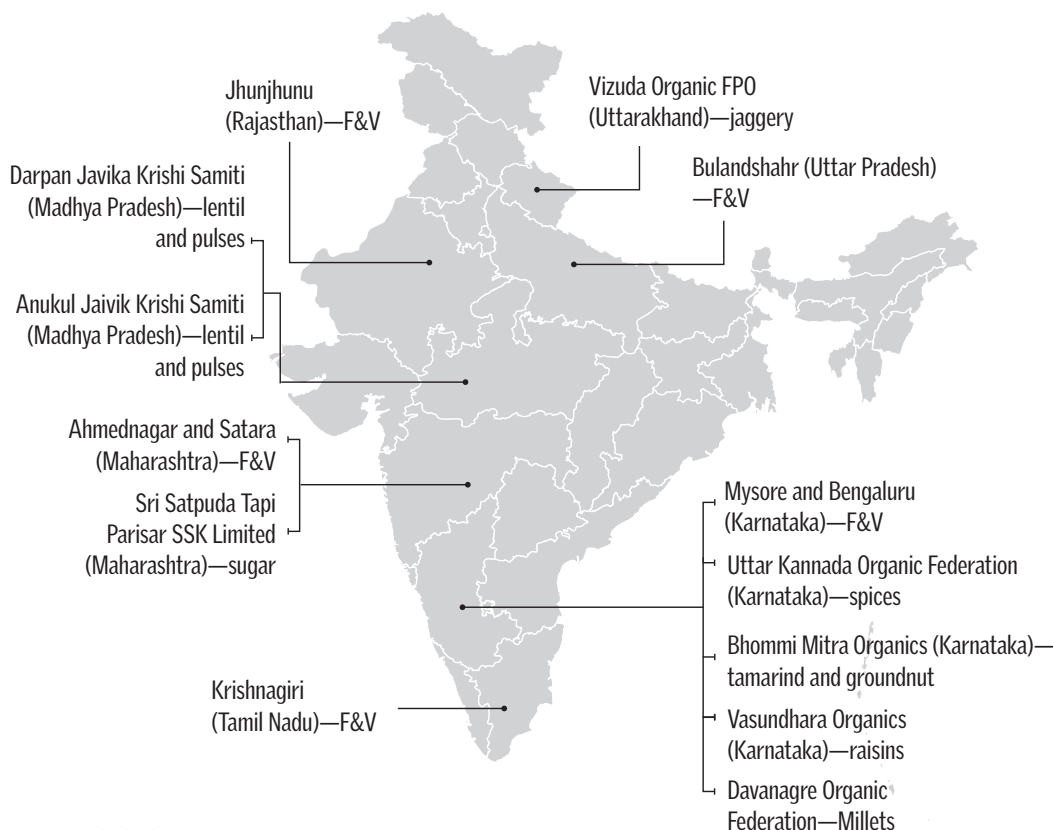 Jhunjhunu
(Rajasthan)—F&V
Vizuda Organic FPO
(Uttarakhand)—jaggery
Bulandshahr (Uttar Pradesh)
—F&V
Darpan Javika Krishi Samiti
(Madhya Pradesh)—lentil
and pulses
Anukul Jaivik Krishi Samiti
(Madhya Pradesh)—lentil
and pulses
Ahmednagar and Satara
(Maharashtra)—F&V
Sri Satpuda Tapi
Parisar SSK Limited
(Maharashtra)—sugar
Mysore and Bengaluru
(Karnataka)—F&V
Uttar Kannada Organic Federation
(Karnataka)—spices
Bhommi Mitra Organics (Karnataka)—
tamarind and groundnut
Vasundhara Organics
(Karnataka)—raisins
Davanagre Organic
Federation—Millets
Krishnagiri
(Tamil Nadu)—F&V